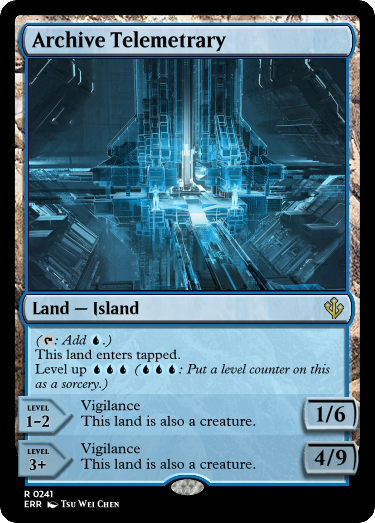 Archive Telemetrary
Land — Island
(: Add .)
This land enters tapped.
Level up (: Put a level counter on this
as a sorcery.)
LEVEL
1-2
Vigilance
This land is also a creature.
1/6
LEVEL
3+
Vigilance
This land is also a creature.
4/9
R 0241
ERR Tsu Wei Chen